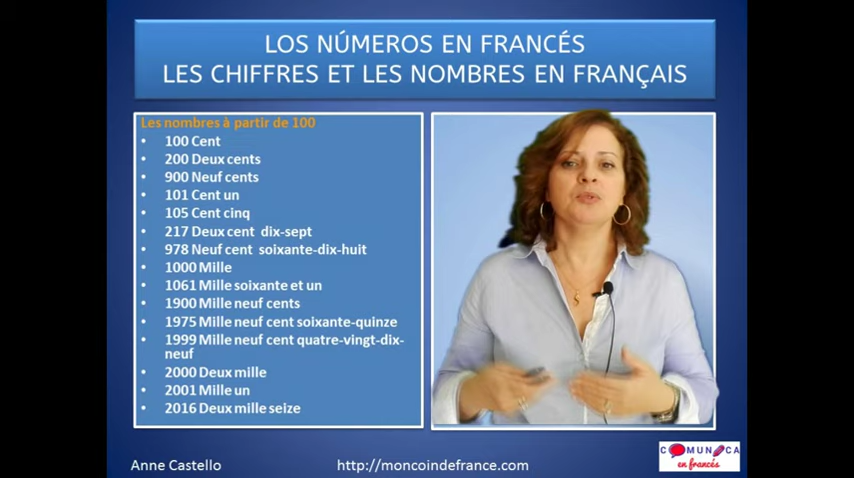 LOS NÚMEROS EN FRANCÉS
LES CHIFFRES ET LES NOMBRES EN FRANÇAIS
Les nombres à partir de 100
• 100 Cent
• 200 Deux cents
• 900 Neuf cents
• 101 Cent un
• 105 Cent cinq
• 217 Deux cent dix-sept
• 978 Neuf cent soixante-dix-huit
• 1000 Mille
• 1061 Mille soixante et un
• 1900 Mille neuf cents
• 1975 Mille neuf cent soixante-quinze
• 1999 Mille neuf cent quatre-vingt-dix-
neuf
• 2000 Deux mille
• 2001 Mille un
• 2016 Deux mille seize
Anne Castello
http://moncoindefrance.com
COMUNICA
en francés